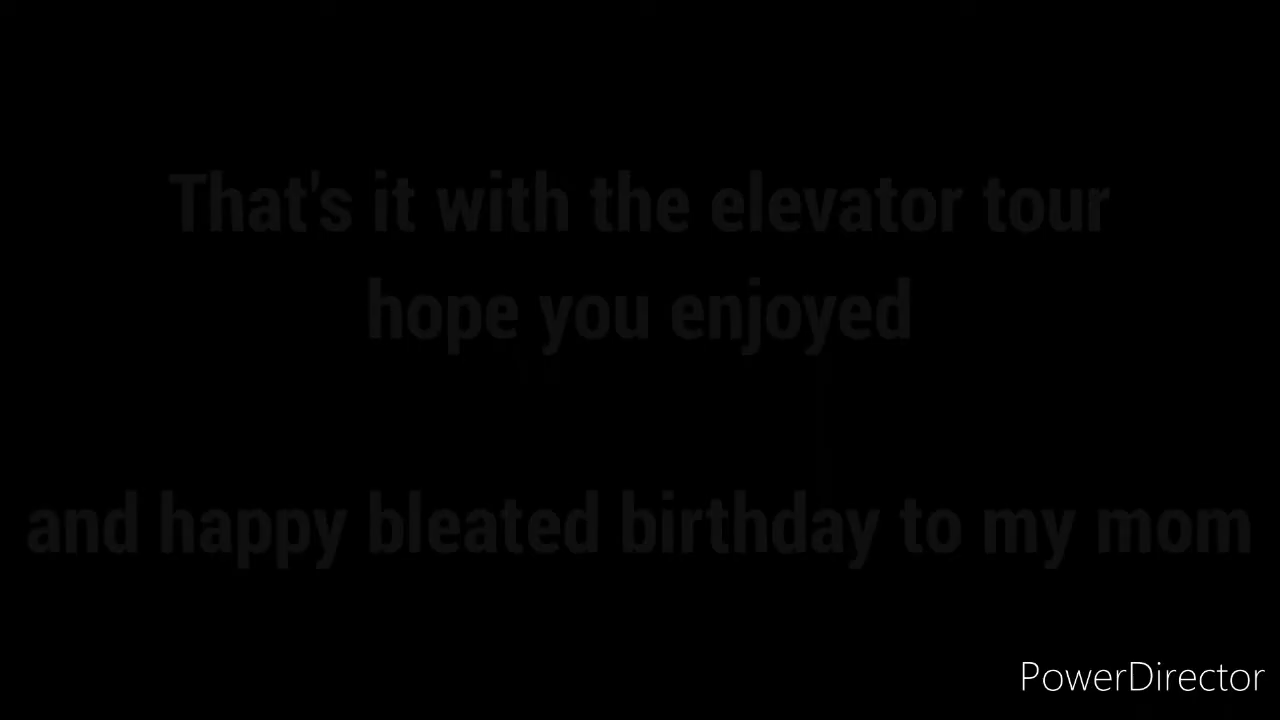 That's it with the elevator tour
hope you enjoyed
and happy bleated birthday to my mom
PowerDirector